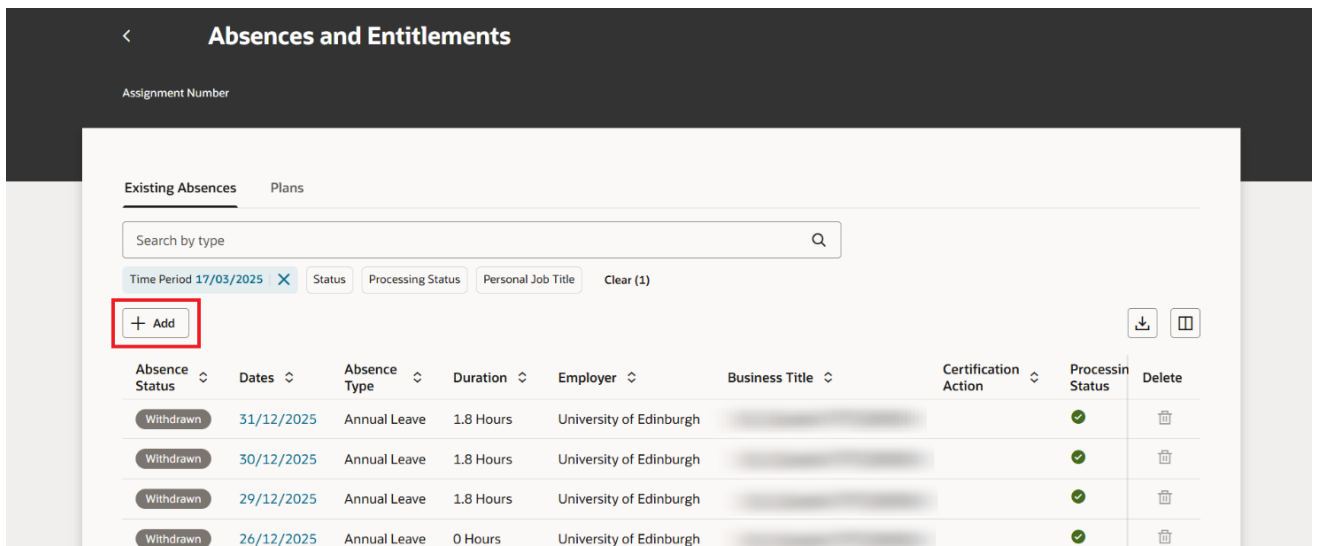 Absences and Entitlements
Assignment Number
Existing Absences Plans
Search by type
Time Period 17/03/2025 Status Processing Status Personal Job Title Clear (1)
+ Add
Absence Status Dates Absence Type Duration Employer Business Title Certification Action Processin Status Delete
Withdrawn 31/12/2025 Annual Leave 1.8 Hours University of Edinburgh
Withdrawn 30/12/2025 Annual Leave 1.8 Hours University of Edinburgh
Withdrawn 29/12/2025 Annual Leave 1.8 Hours University of Edinburgh
Withdrawn 26/12/2025 Annual Leave 0 Hours University of Edinburgh